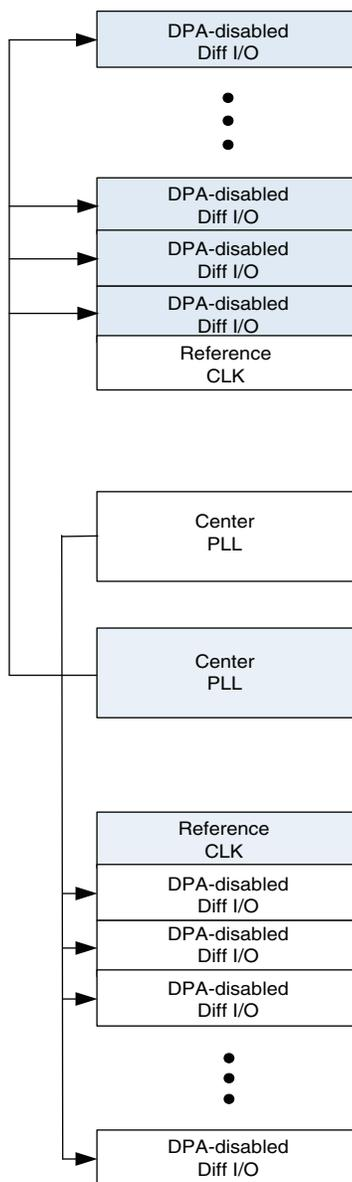 DPA-disabled
Diff I/O
DPA-disabled
Diff I/O
DPA-disabled
Diff I/O
DPA-disabled
Diff I/O
Reference
CLK
Center
PLL
Center
PLL
Reference
CLK
DPA-disabled
Diff I/O
DPA-disabled
Diff I/O
DPA-disabled
Diff I/O
DPA-disabled
Diff I/O